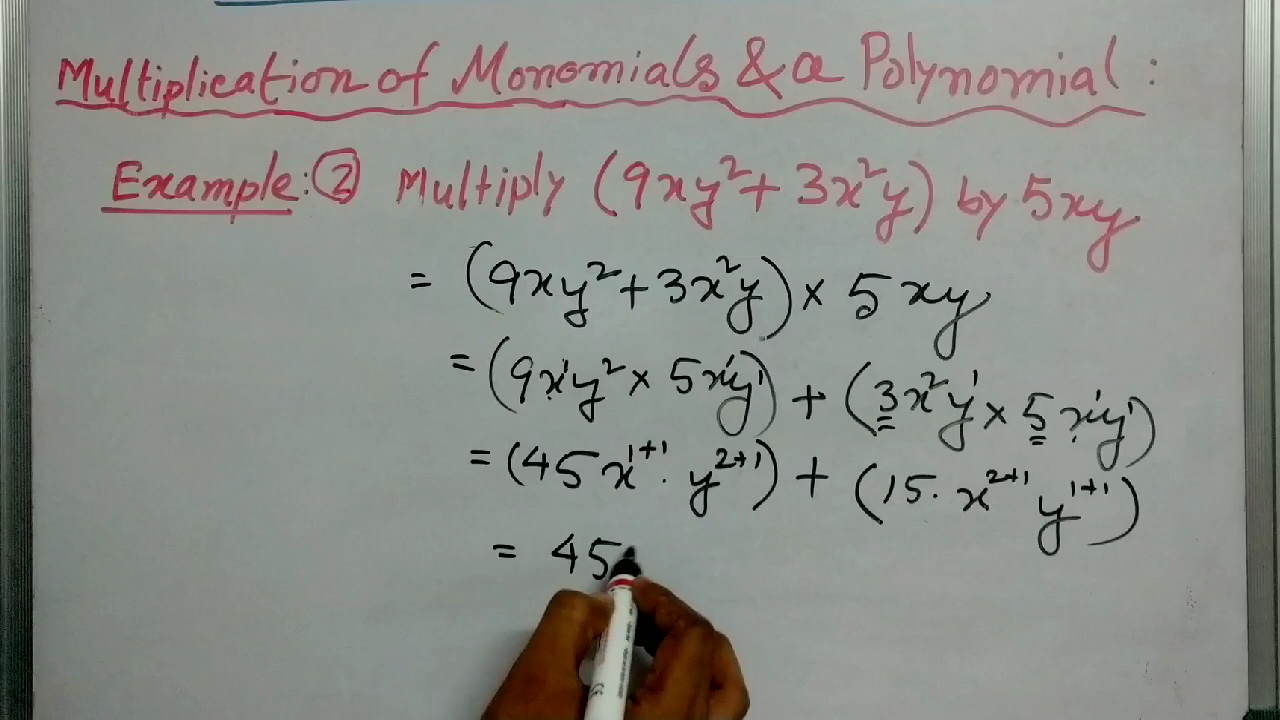 Multiplication of Monomials & a Polynomial :
Example: ② Multiply (9xy² + 3x²y) by 5xy
= (9xy² + 3x²y) × 5xy
= (9x¹y² × 5x¹y¹) + (3x²y¹ × 5x¹y¹)
= (45x¹⁺¹· y²⁺¹) + (15. x²⁺¹ y¹⁺¹)
= 45